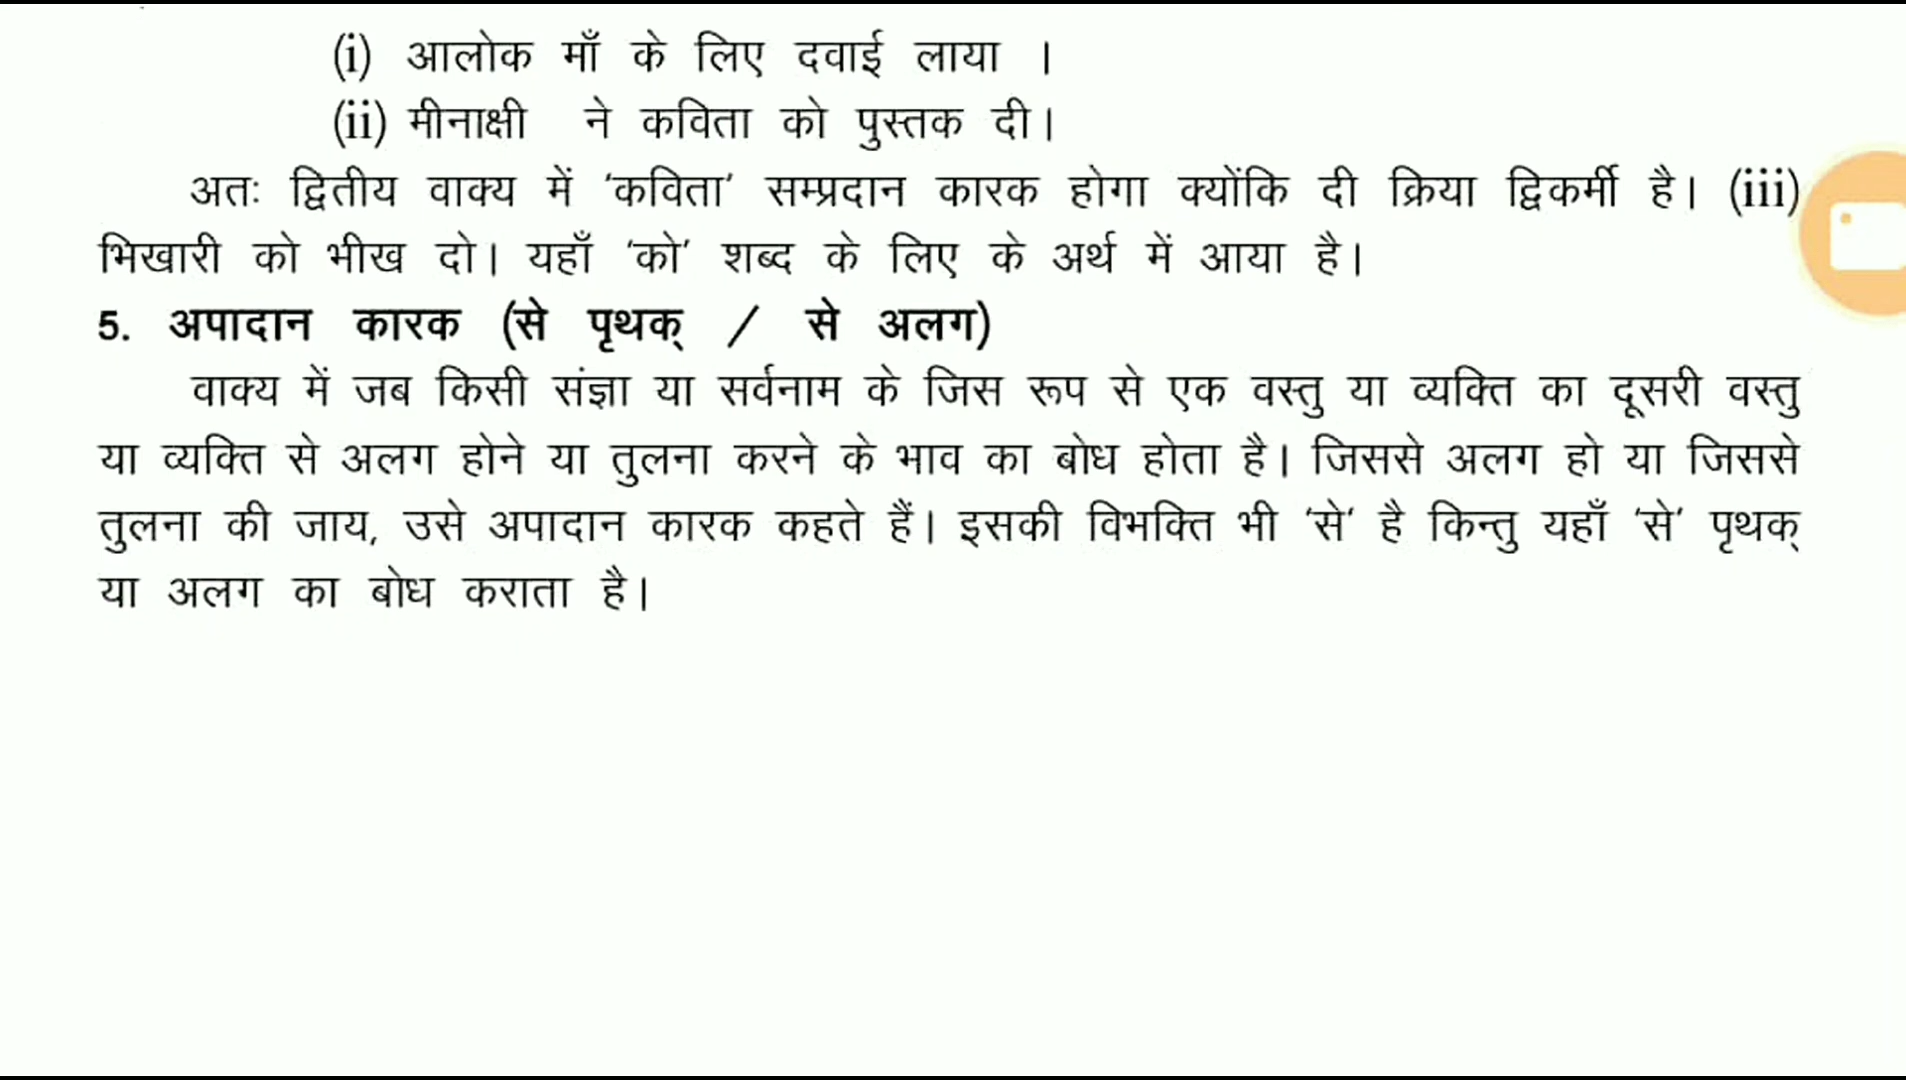 (i) आलोक माँ के लिए दवाई लाया ।
(ii) मीनाक्षी ने कविता को पुस्तक दी।
अतः द्वितीय वाक्य में ‘कविता’ सम्प्रदान कारक होगा क्योंकि दी क्रिया द्विकर्मी है। (iii)
भिखारी को भीख दो। यहाँ ‘को’ शब्द के लिए के अर्थ में आया है।
5. अपादान कारक (से पृथक् / से अलग)
वाक्य में जब किसी संज्ञा या सर्वनाम के जिस रूप से एक वस्तु या व्यक्ति का दूसरी वस्तु
या व्यक्ति से अलग होने या तुलना करने के भाव का बोध होता है। जिससे अलग हो या जिससे
तुलना की जाय, उसे अपादान कारक कहते हैं। इसकी विभक्ति भी ‘से’ है किन्तु यहाँ ‘से’ पृथक्
या अलग का बोध कराता है।